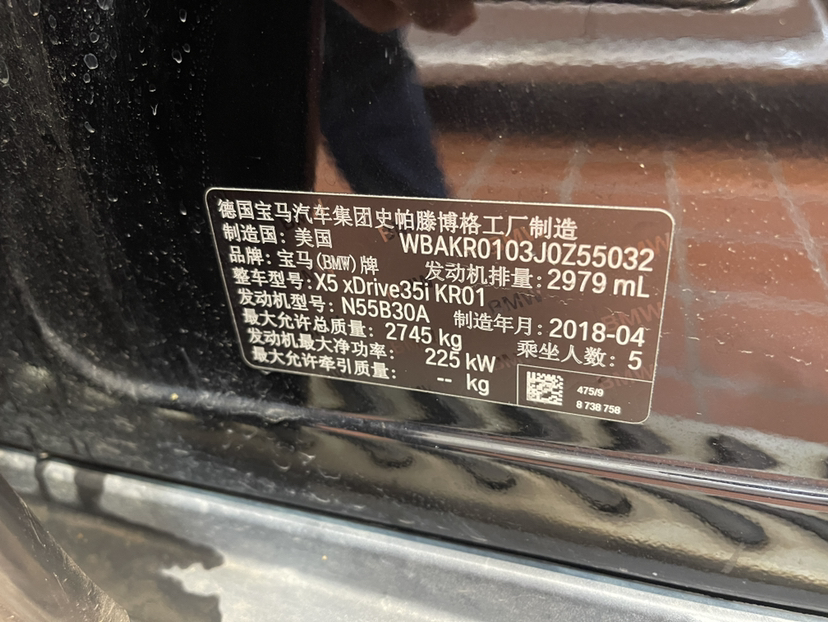 德国宝马汽车集团史帕滕博格工厂制造
制造国：美国 WBAKR0103J0Z55032
品牌：宝马(BMW)牌 发动机排量：2979 mL
整车型号：X5 xDrive35i KR01
发动机型号：N55B30A 制造年月：2018-04
最大允许总质量：2745 kg 乘坐人数：5
发动机最大净功率：225 kW
最大允许牵引质量：-- kg
475/9
8 738 758